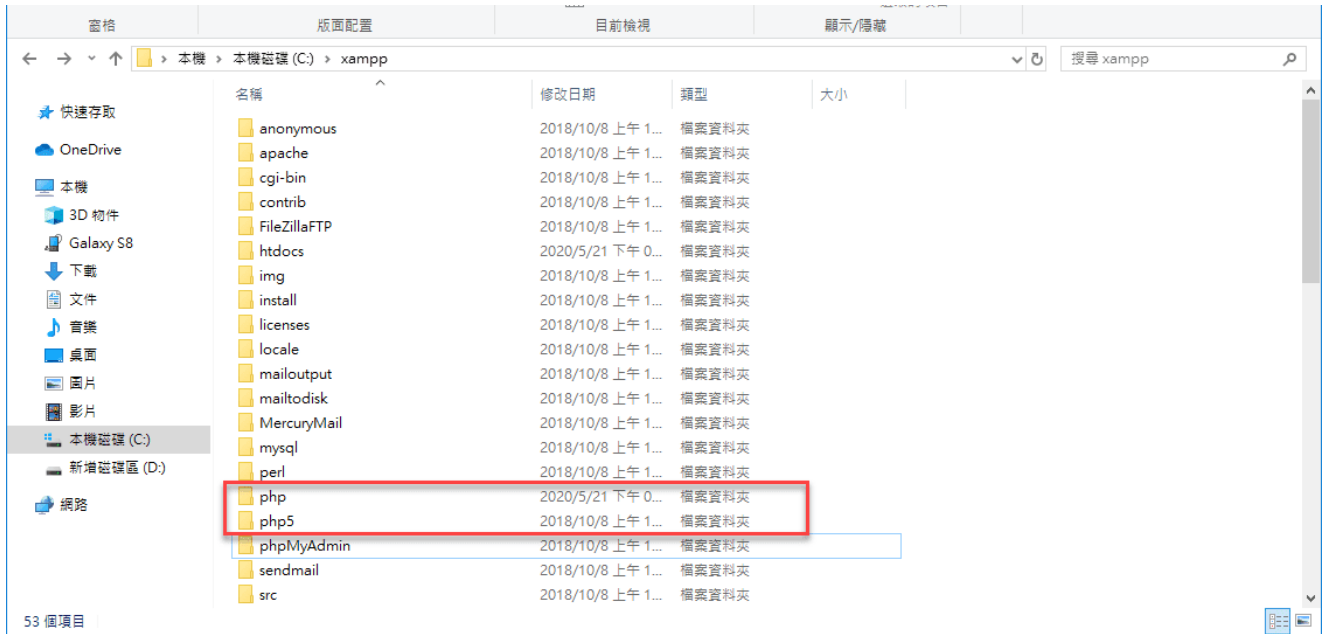 窗格 版面配置 目前檢視 顯示/隱藏
本機 › 本機磁碟 (C:) › xampp 搜尋 xampp
名稱 修改日期 類型 大小
快速存取
OneDrive
本機
3D 物件
Galaxy S8
下載
文件
音樂
桌面
圖片
影片
本機磁碟 (C:)
新增磁碟區 (D:)
網路
anonymous 2018/10/8 上午 1... 檔案資料夾
apache 2018/10/8 上午 1... 檔案資料夾
cgi-bin 2018/10/8 上午 1... 檔案資料夾
contrib 2018/10/8 上午 1... 檔案資料夾
FileZillaFTP 2018/10/8 上午 1... 檔案資料夾
htdocs 2020/5/21 下午 0... 檔案資料夾
img 2018/10/8 上午 1... 檔案資料夾
install 2018/10/8 上午 1... 檔案資料夾
licenses 2018/10/8 上午 1... 檔案資料夾
locale 2018/10/8 上午 1... 檔案資料夾
mailoutput 2018/10/8 上午 1... 檔案資料夾
mailtodisk 2018/10/8 上午 1... 檔案資料夾
MercuryMail 2018/10/8 上午 1... 檔案資料夾
mysql 2018/10/8 上午 1... 檔案資料夾
perl 2018/10/8 上午 1... 檔案資料夾
php 2020/5/21 下午 0... 檔案資料夾
php5 2018/10/8 上午 1... 檔案資料夾
phpMyAdmin 2018/10/8 上午 1... 檔案資料夾
sendmail 2018/10/8 上午 1... 檔案資料夾
src 2018/10/8 上午 1... 檔案資料夾
53 個項目